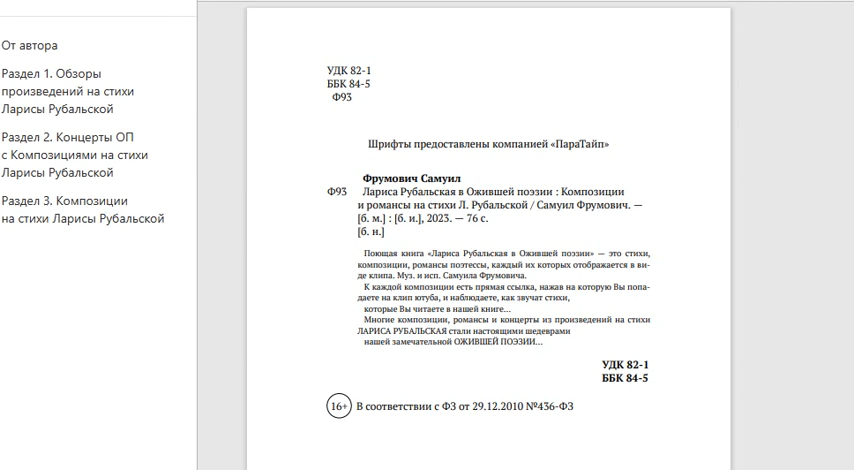 От автора
Раздел 1. Обзоры
произведений на стихи
Ларисы Рубальской
Раздел 2. Концерты ОП
с Композициями на стихи
Ларисы Рубальской
Раздел 3. Композиции
на стихи Ларисы Рубальской
УДК 82-1
ББК 84-5
Ф93
Шрифты предоставлены компанией «ПараТайп»
Фрумович Самуил
Ф93 Лариса Рубальская в Ожившей поэзии : Композиции
и романсы на стихи Л. Рубальской / Самуил Фрумович. —
[б. м.] : [б. и.], 2023. — 76 с.
[б. н.]
Поющая книга «Лариса Рубальская в Ожившей поэзии» — это стихи,
композиции, романсы поэтессы, каждый их которых отображается в ви-
де клипа. Муз. и исп. Самуила Фрумовича.
К каждой композиции есть прямая ссылка, нажав на которую Вы попа-
даете на клип ютуба, и наблюдаете, как звучат стихи,
которые Вы читаете в нашей книге...
Многие композиции, романсы и концерты из произведений на стихи
ЛАРИСА РУБАЛЬСКАЯ стали настоящими шедеврами
нашей замечательной ОЖИВШЕЙ ПОЭЗИИ...
УДК 82-1
ББК 84-5
16+ В соответствии с ФЗ от 29.12.2010 №436-ФЗ